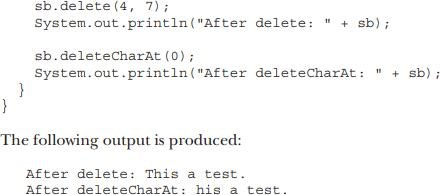 sb.delete(4, 7);
System.out.println("After delete: " + sb);
sb.deleteCharAt(0);
System.out.println("After deleteCharAt: " + sb);
}
}
The following output is produced:
After delete: This a test.
After deleteCharAt: his a test.